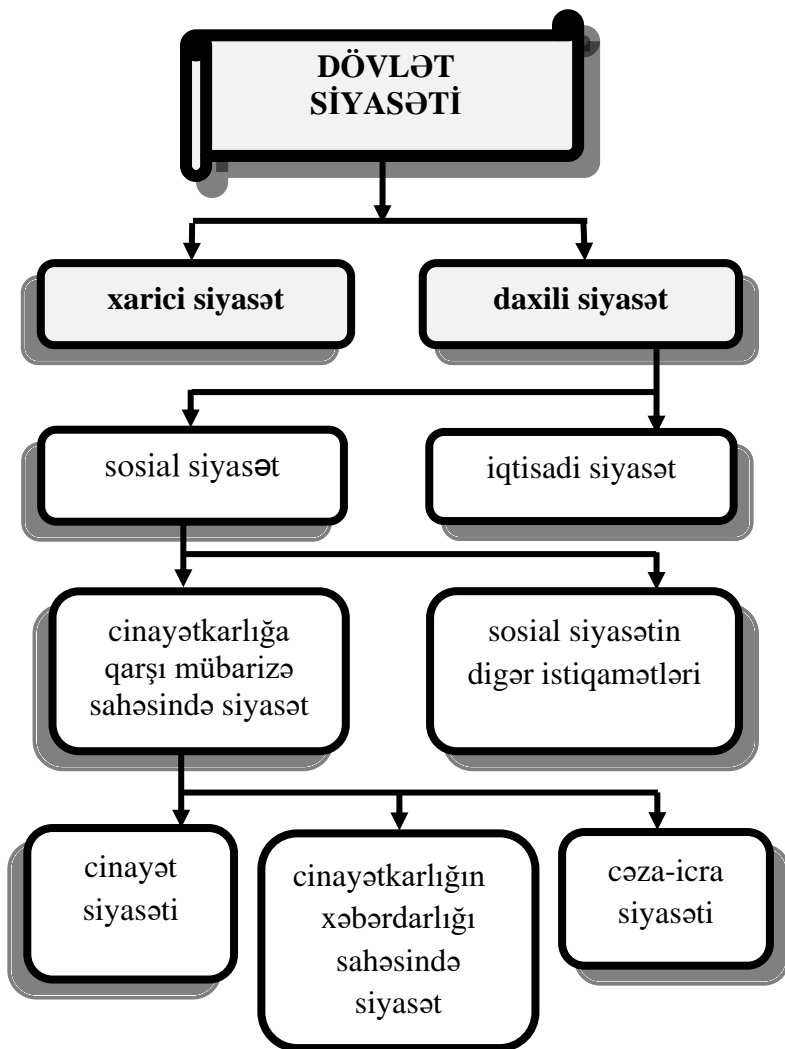 DÖVLƏT
SİYASƏTİ
xarici siyasət
daxili siyasət
sosial siyasət
iqtisadi siyasət
cinayətkarlığa
qarşı mübarizə
sahəsində siyasət
sosial siyasətin
digər istiqamətləri
cinayət
siyasəti
cinayətkarlığın
xəbərdarlığı
sahəsində
siyasət
cəza-icra
siyasəti